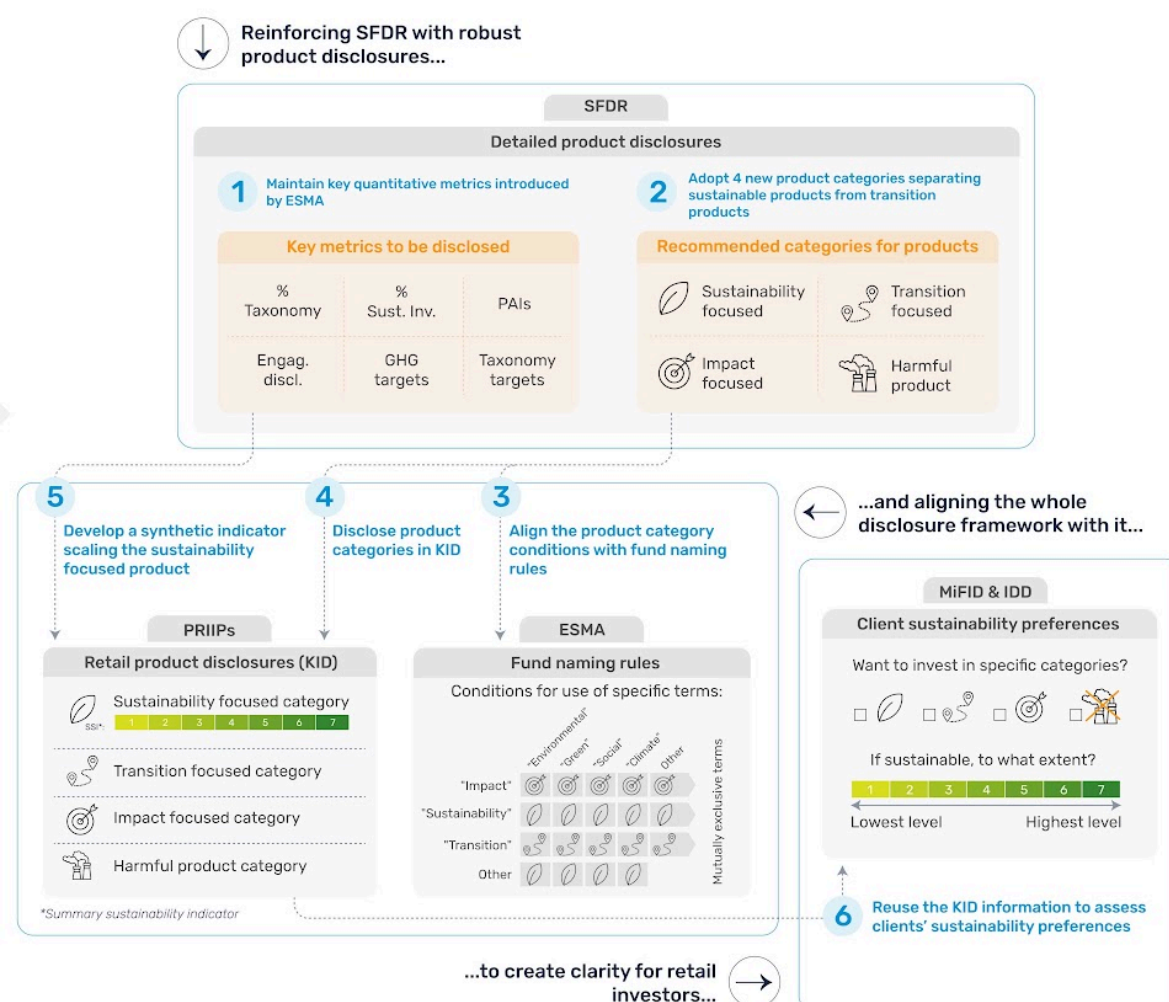 Reinforcing SFDR with robust
product disclosures...
SFDR
Detailed product disclosures
1
Maintain key quantitative metrics introduced
by ESMA
2
Adopt 4 new product categories separating
sustainable products from transition
products
Key metrics to be disclosed
%
Taxonomy
%
Sust. Inv.
PAIs
Engag.
discl.
GHG
targets
Taxonomy
targets
Recommended categories for products
Sustainability
focused
Transition
focused
Impact
focused
Harmful
product
5
Develop a synthetic indicator
scaling the sustainability
focused product
4
Disclose product
categories in KID
3
Align the product category
conditions with fund naming
rules
...and aligning the whole
disclosure framework with it...
PRIIPs
Retail product disclosures (KID)
Sustainability focused category
SSI*:
1 2 3 4 5 6 7
Transition focused category
Impact focused category
Harmful product category
*Summary sustainability indicator
ESMA
Fund naming rules
Conditions for use of specific terms:
"Environmental"
"Green"
"Social"
"Climate"
Other
"Impact"
"Sustainability"
"Transition"
Other
Mutually exclusive terms
MiFID & IDD
Client sustainability preferences
Want to invest in specific categories?
If sustainable, to what extent?
1 2 3 4 5 6 7
Lowest level
Highest level
6
Reuse the KID information to assess
clients' sustainability preferences
...to create clarity for retail
investors...